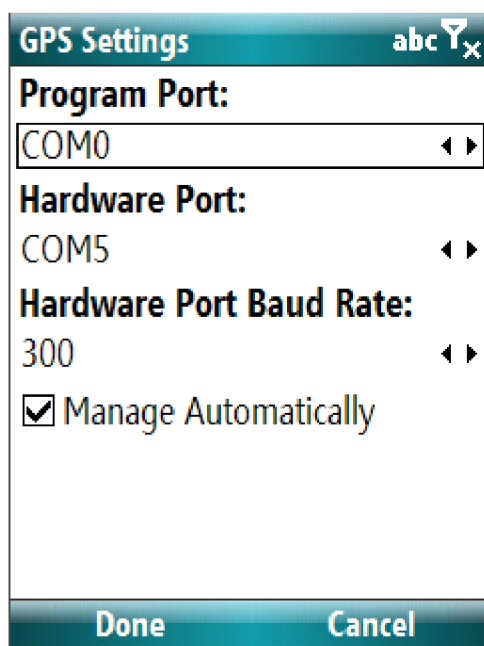 GPS Settings abc
Program Port:
COM0
Hardware Port:
COM5
Hardware Port Baud Rate:
300
Manage Automatically
Done Cancel